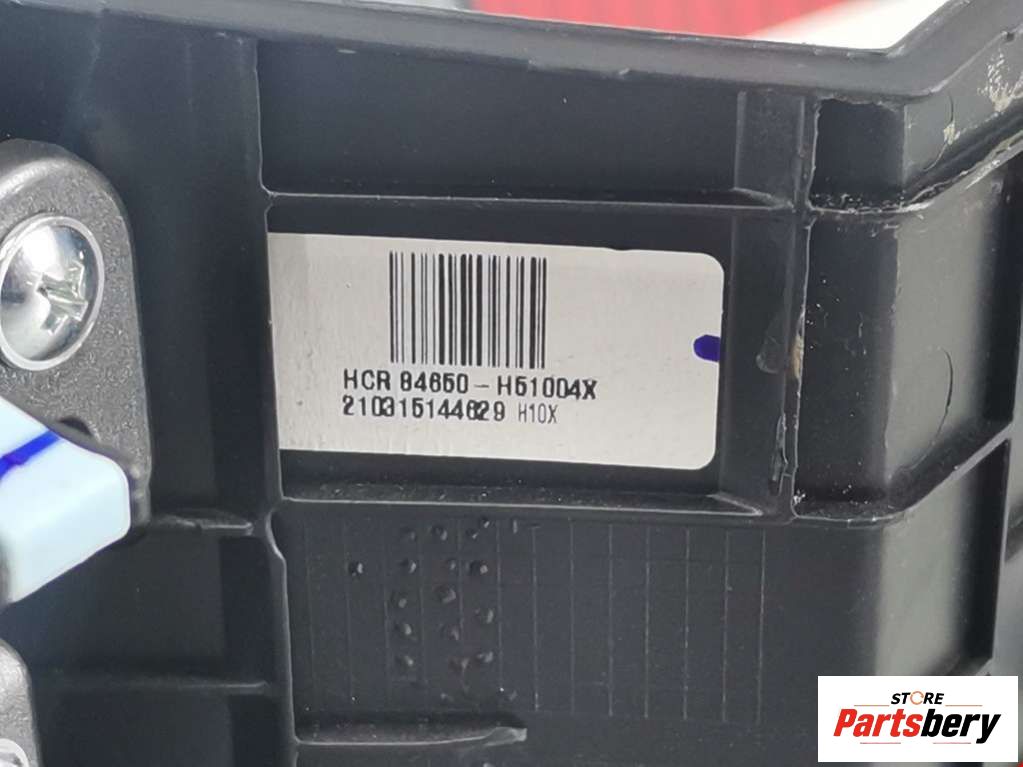 HCR 84650-H51004X
210315144629 H10X
STORE
Partsbery